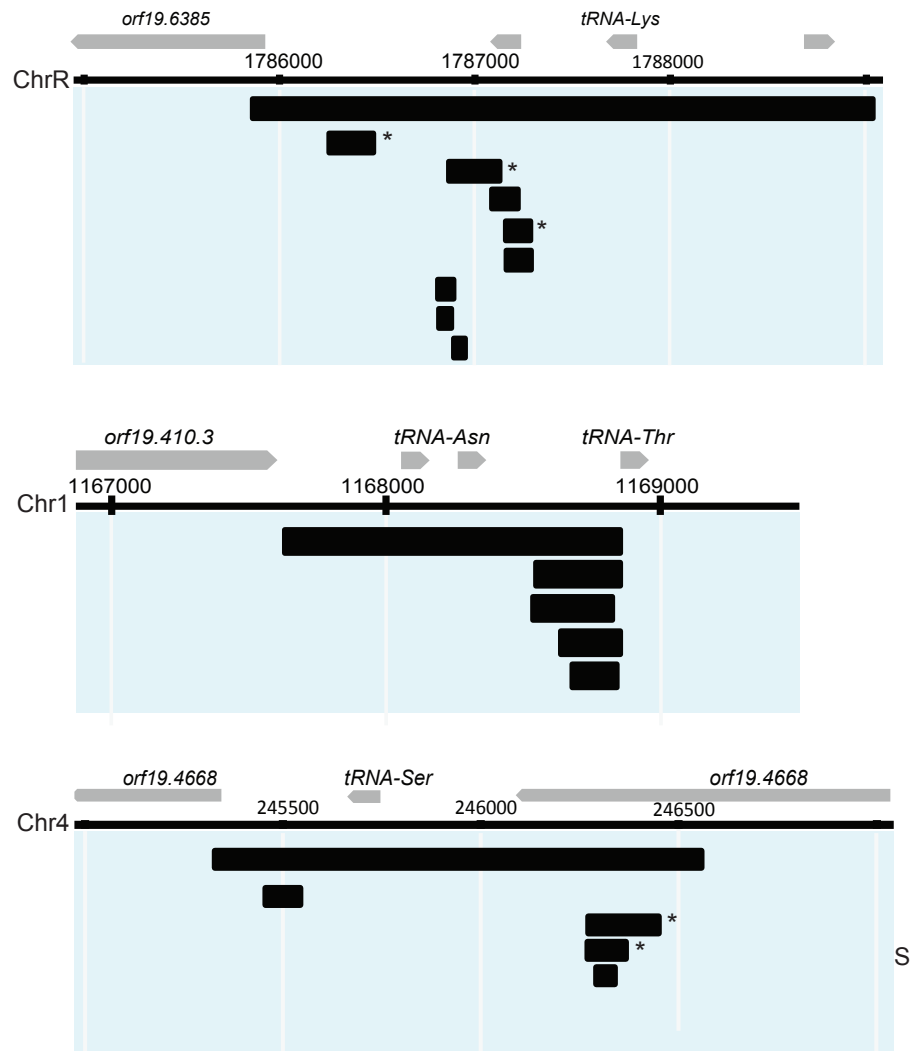 orf19.6385 tRNA-Lys
1786000 1787000 1788000
ChrR
*
*
*
orf19.410.3 tRNA-Asn tRNA-Thr
1167000 1168000 1169000
Chr1
orf19.4668 tRNA-Ser orf19.4668
245500 246000 246500
Chr4
*
*
S